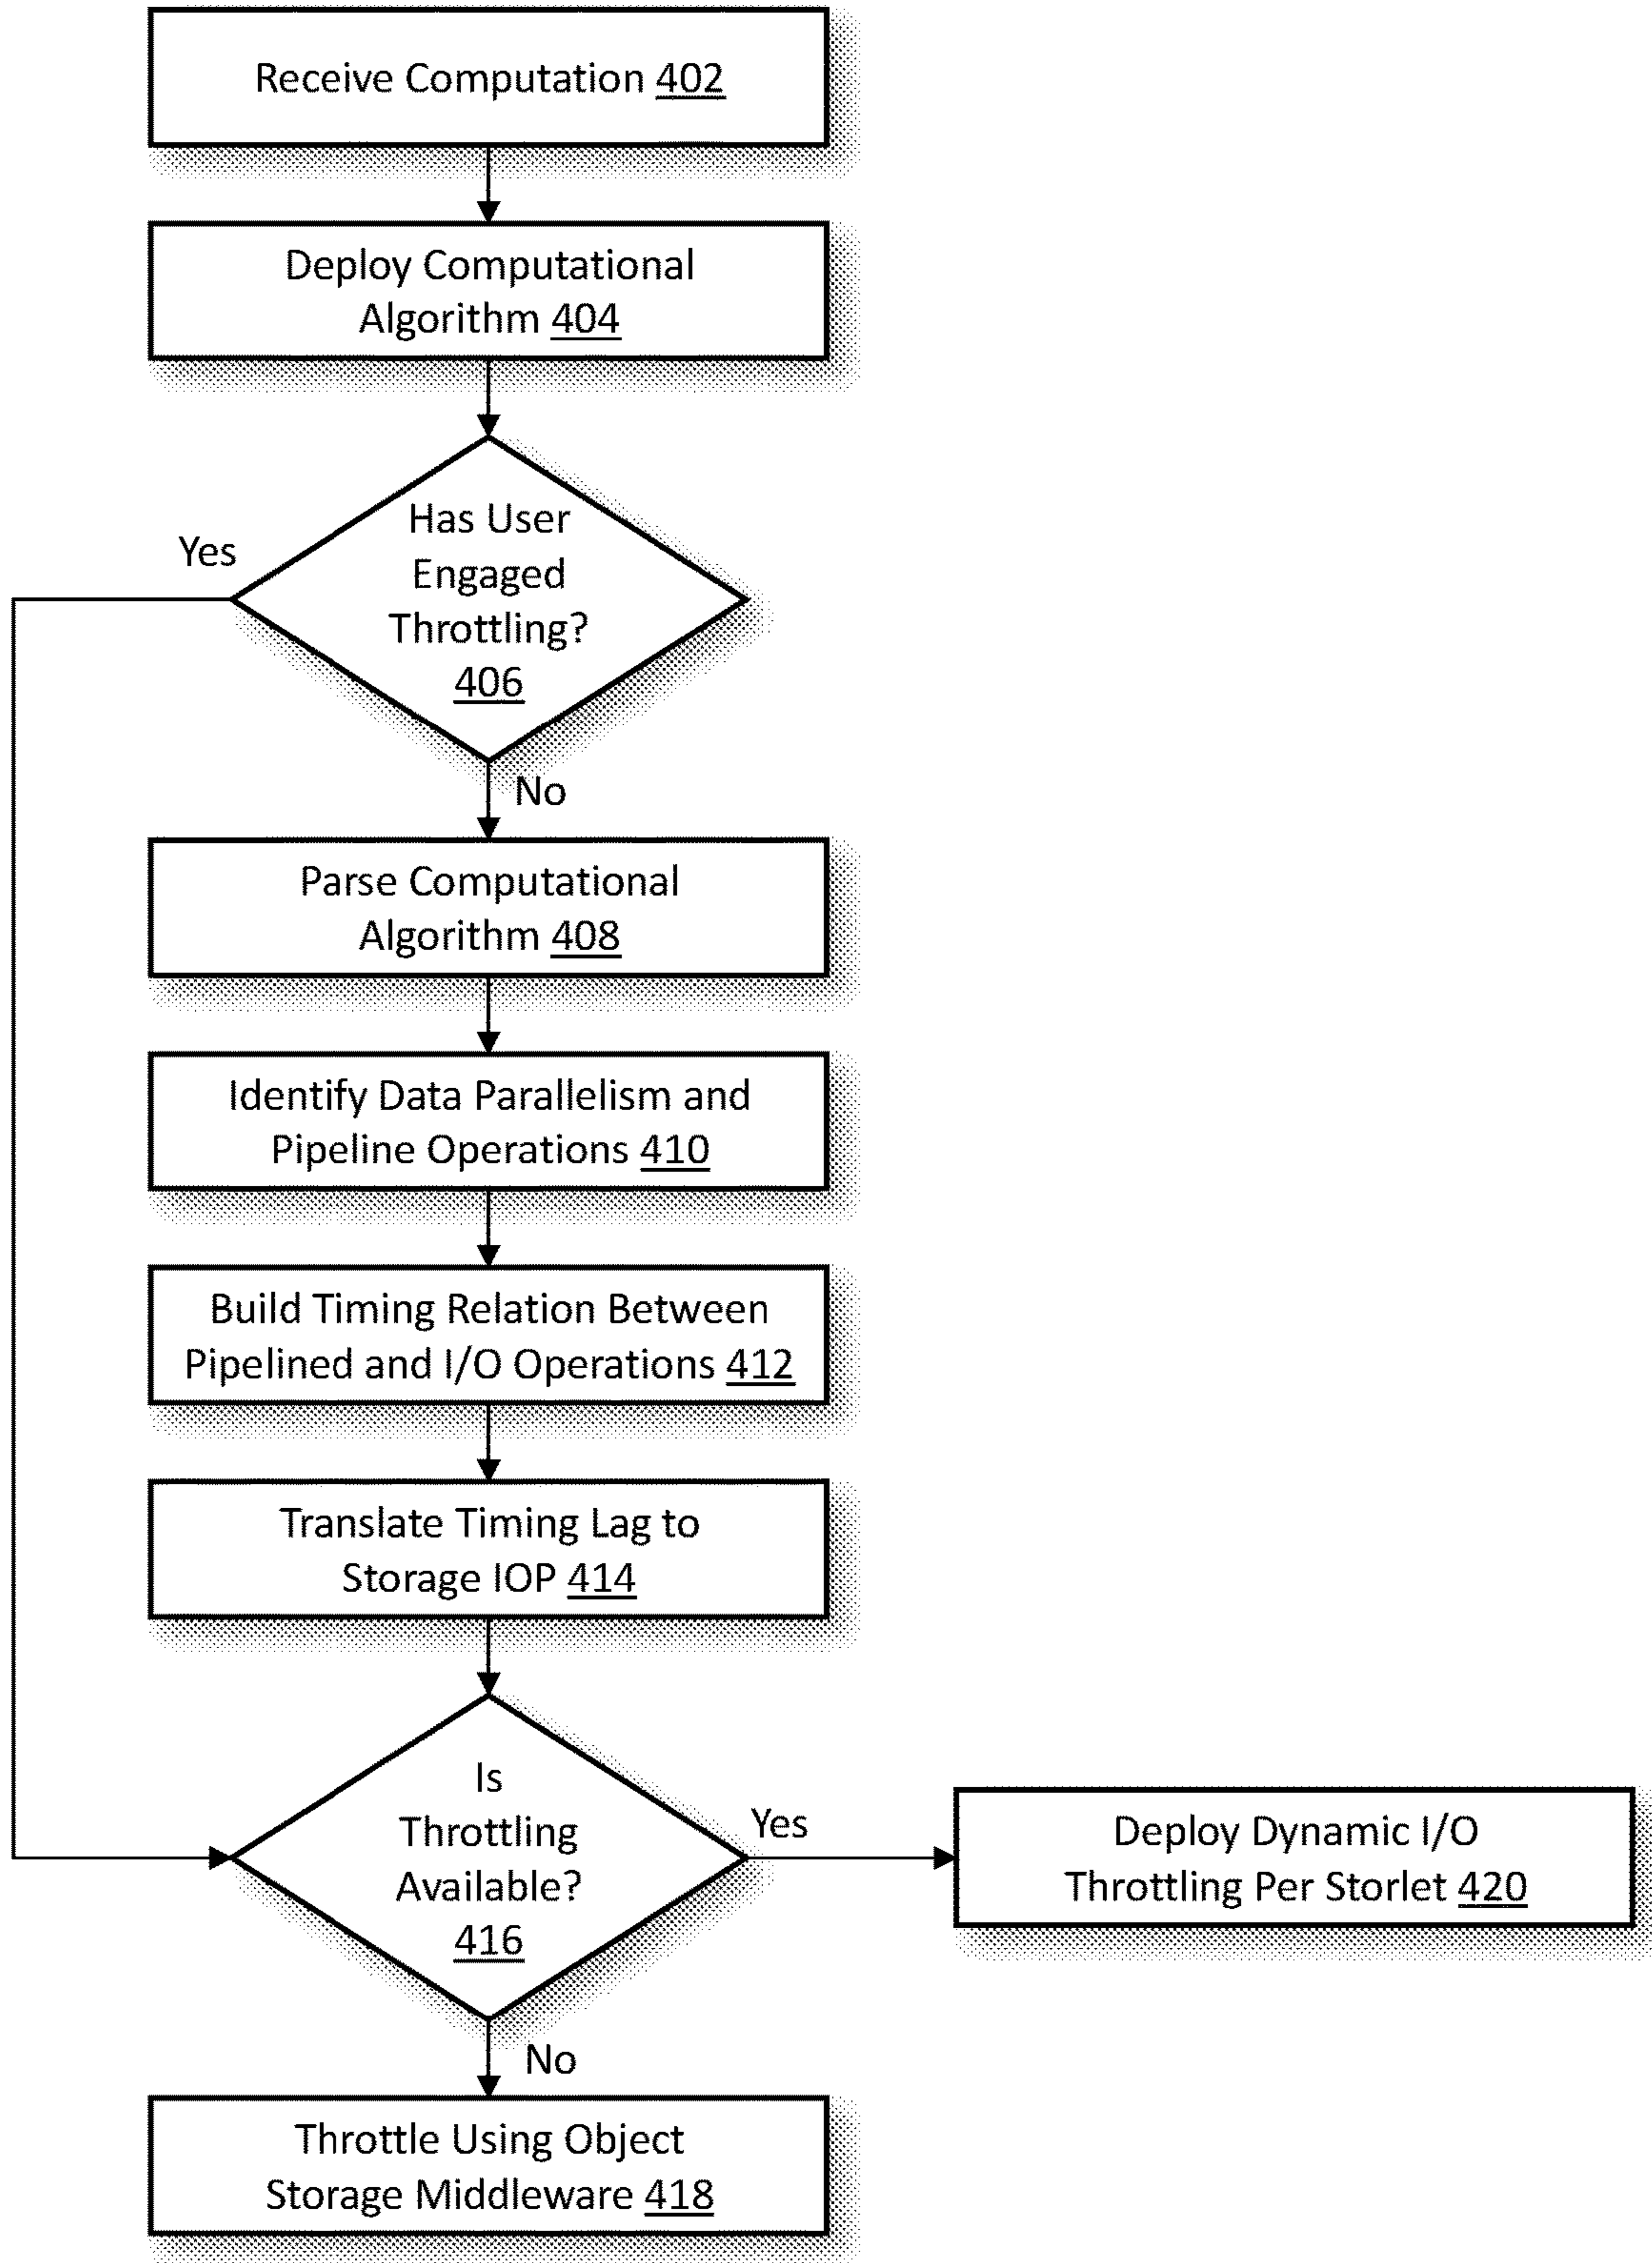 Receive Computation 402
Deploy Computational
Algorithm 404
Has User
Engaged
Throttling?
406
Yes
No
Parse Computational
Algorithm 408
Identify Data Parallelism and
Pipeline Operations 410
Build Timing Relation Between
Pipelined and I/O Operations 412
Translate Timing Lag to
Storage IOP 414
Is
Throttling
Available?
416
Yes
Deploy Dynamic I/O
Throttling Per Storlet 420
No
Throttle Using Object
Storage Middleware 418